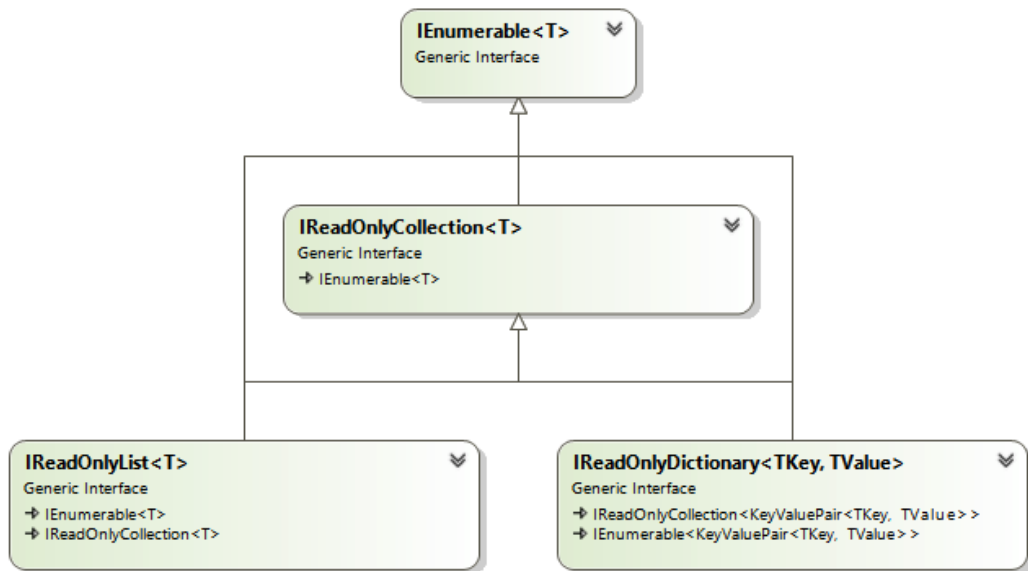 IEnumerable<T>
Generic Interface
IReadOnlyCollection<T>
Generic Interface
IEnumerable<T>
IReadOnlyList<T>
Generic Interface
IEnumerable<T>
IReadOnlyCollection<T>
IReadOnlyDictionary<TKey, TValue>
Generic Interface
IReadOnlyCollection<KeyValuePair<TKey, TValue>>
IEnumerable<KeyValuePair<TKey, TValue>>